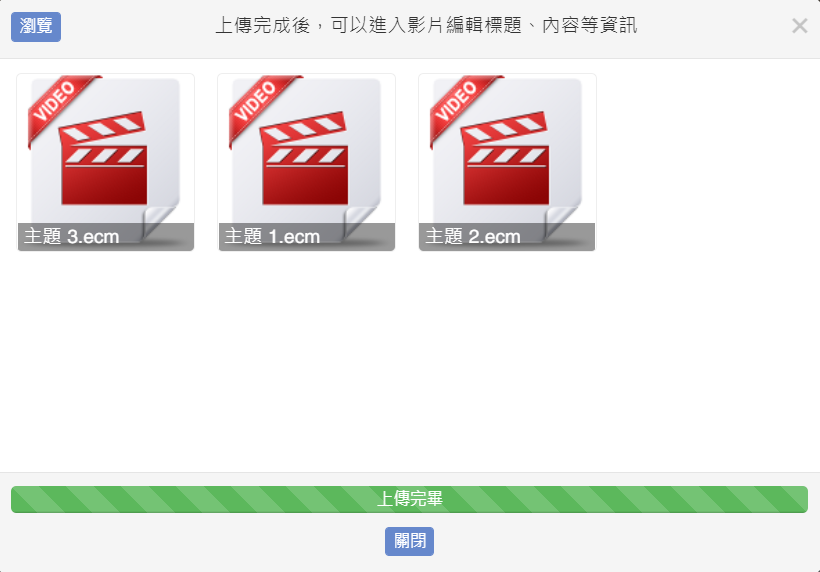 瀏覽
上傳完成後，可以進入影片編輯標題、內容等資訊
×
VIDEO
VIDEO
VIDEO
主題 3.ecm
主題 1.ecm
主題 2.ecm
上傳完畢
關閉